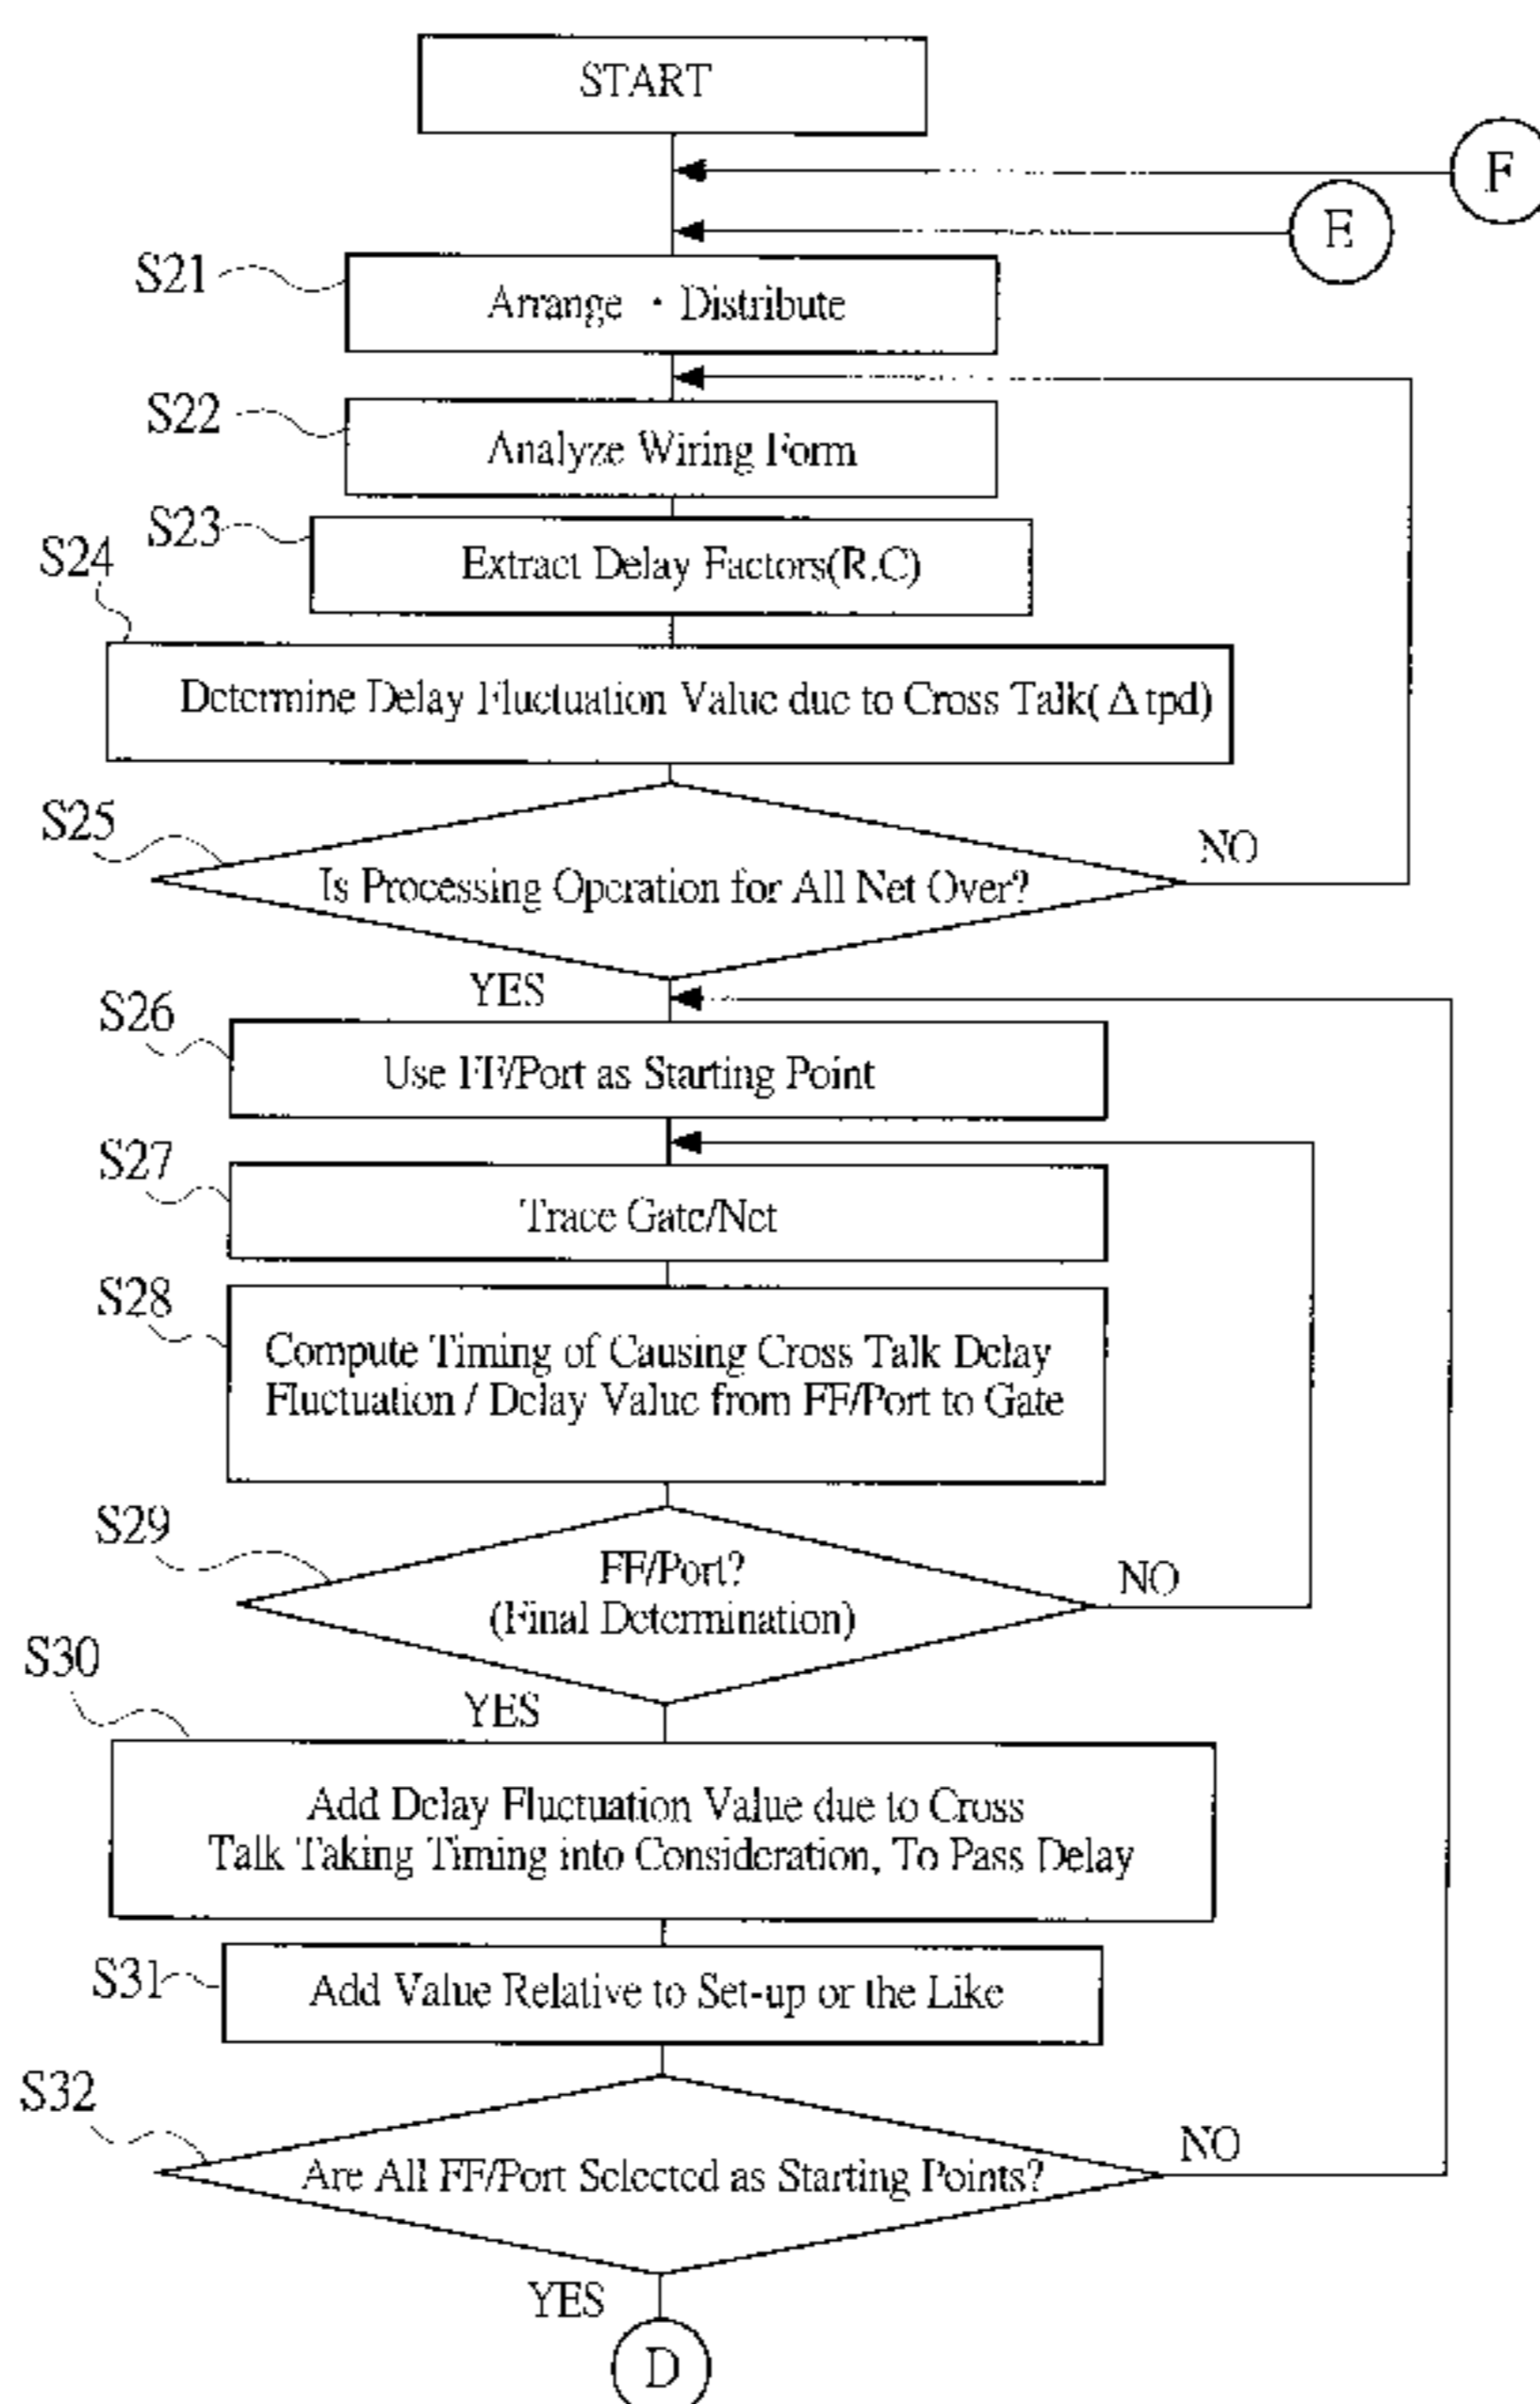 START
F
E
S21
Arrange ・ Distribute
S22
Analyze Wiring Form
S23
Extract Delay Factors(R.C)
S24
Determine Delay Fluctuation Value due to Cross Talk( Δ tpd)
S25
Is Processing Operation for All Net Over?
NO
YES
S26
Use FF/Port as Starting Point
S27
Trace Gate/Net
S28
Compute Timing of Causing Cross Talk Delay
Fluctuation / Delay Value from FF/Port to Gate
S29
FF/Port?
(Final Determination)
NO
YES
S30
Add Delay Fluctuation Value due to Cross
Talk Taking Timing into Consideration, To Pass Delay
S31
Add Value Relative to Set-up or the Like
S32
Are All FF/Port Selected as Starting Points?
NO
YES
D